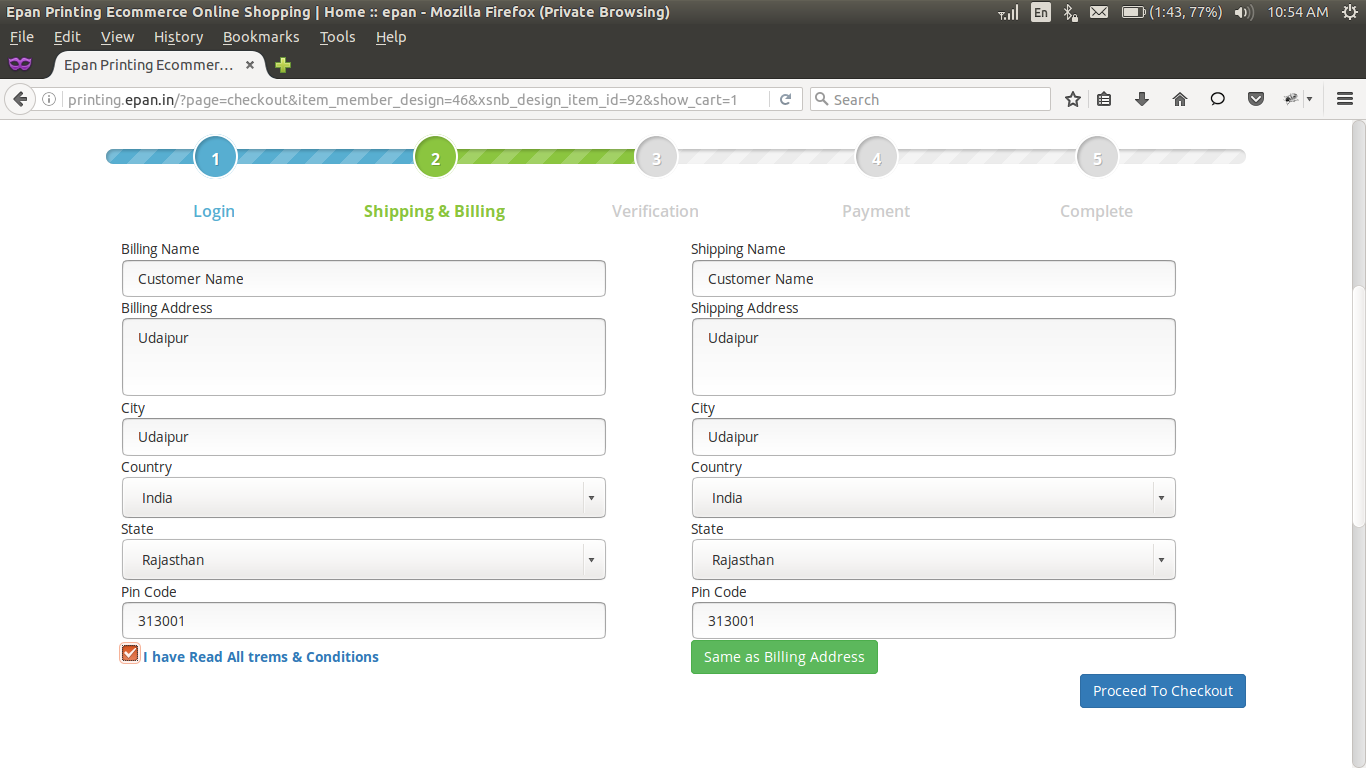 Epan Printing Ecommerce Online Shopping | Home :: epan - Mozilla Firefox (Private Browsing)
En
(1:43, 77%)
10:54 AM
File Edit View History Bookmarks Tools Help
Epan Printing Ecommer...
printing.epan.in/?page=checkout&item_member_design=46&xsnb_design_item_id=92&show_cart=1
Search
1 2 3 4 5
Login Shipping & Billing Verification Payment Complete
Billing Name
Customer Name
Billing Address
Udaipur
City
Udaipur
Country
India
State
Rajasthan
Pin Code
313001
I have Read All trems & Conditions
Shipping Name
Customer Name
Shipping Address
Udaipur
City
Udaipur
Country
India
State
Rajasthan
Pin Code
313001
Same as Billing Address
Proceed To Checkout